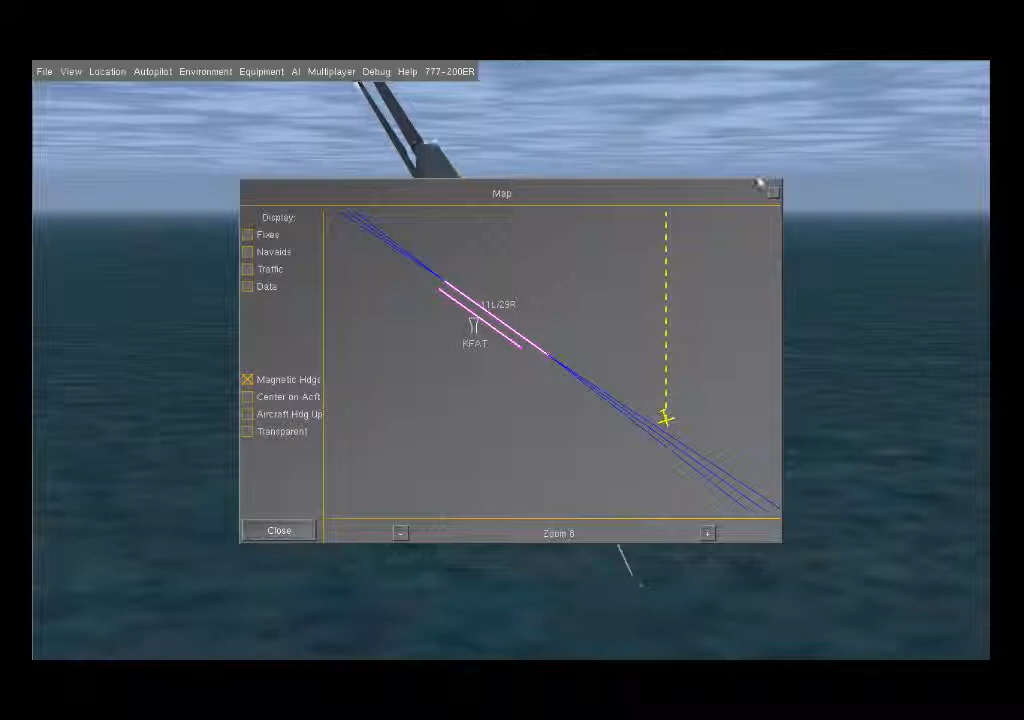 File View Location Autopilot Environment Equipment AI Multiplayer Debug Help 777-200ER
Map
Display:
Fixes
Navaids
Traffic
Data
11L/29R
KFAT
Magnetic Hdgs
Center on Acft
Aircraft Hdg Up
Transparent
Close
-
Zoom 8
+